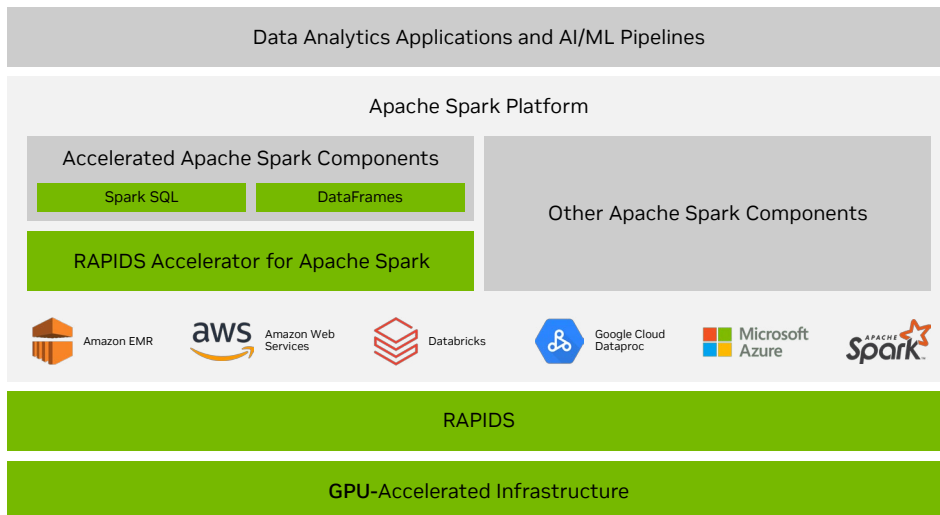 Data Analytics Applications and AI/ML Pipelines
Apache Spark Platform
Accelerated Apache Spark Components
Spark SQL
DataFrames
Other Apache Spark Components
RAPIDS Accelerator for Apache Spark
Amazon EMR
aws
Amazon Web
Services
Databricks
Google Cloud
Dataproc
Microsoft
Azure
APACHE
Spark™
RAPIDS
GPU-Accelerated Infrastructure